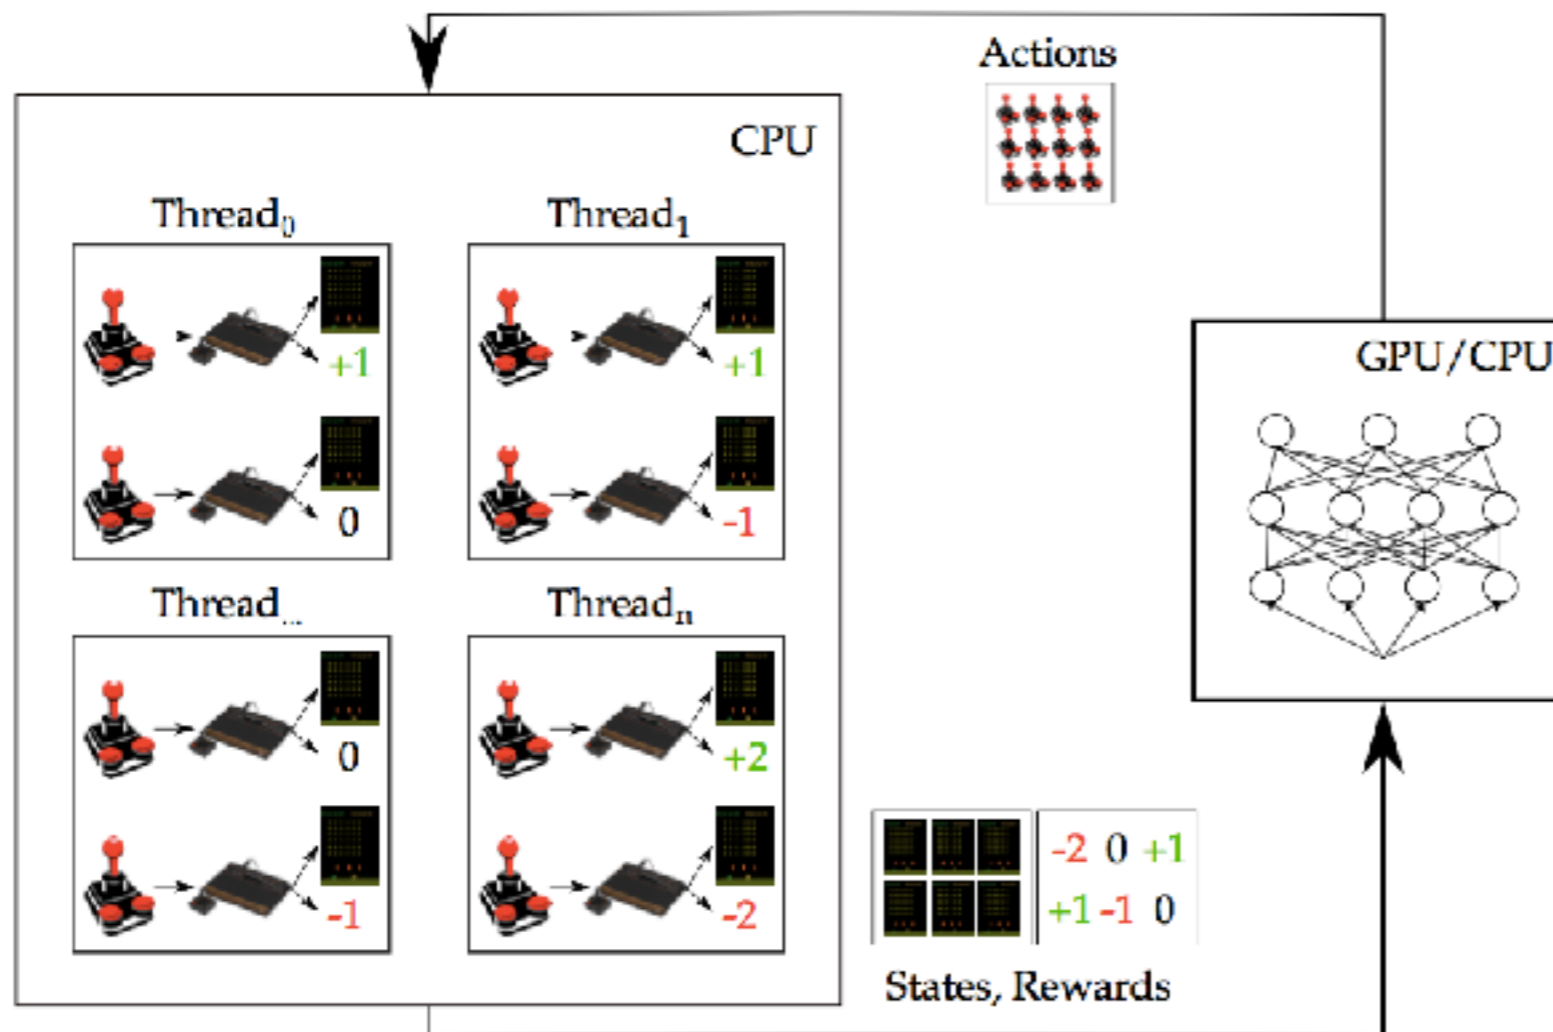 Actions
CPU
Thread0 Thread1
+1 +1
0 -1
GPU/CPU
Thread... Threadn
0 +2
-1 -2
-2 0 +1
+1 -1 0
States, Rewards